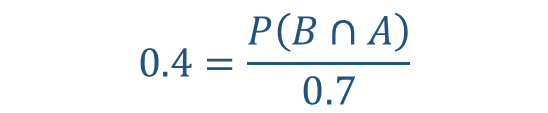 0.4 = P(B ∩ A) / 0.7